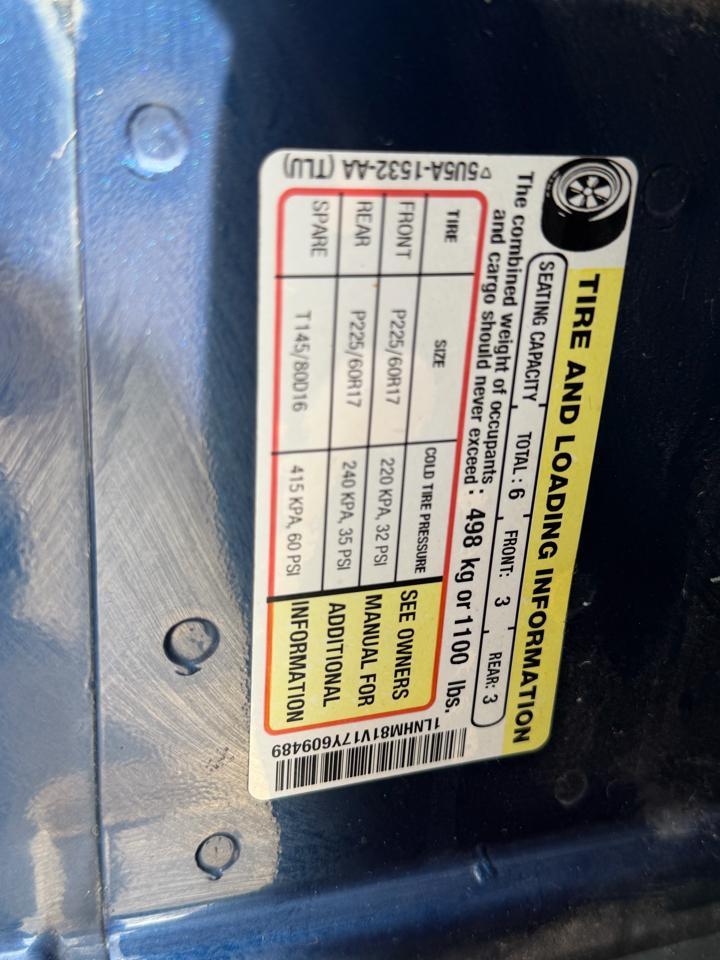 TIRE AND LOADING INFORMATION
SEATING CAPACITY TOTAL: 6 FRONT: 3 REAR: 3
The combined weight of occupants
and cargo should never exceed: 498 kg or 1100 lbs.
TIRE SIZE COLD TIRE PRESSURE
FRONT P225/60R17 220 KPA, 32 PSI
REAR P225/60R17 240 KPA, 35 PSI
SPARE T145/80D16 415 KPA, 60 PSI
SEE OWNERS
MANUAL FOR
ADDITIONAL
INFORMATION
5U5A-1532-AA (TLU)
1LNHM81V17Y609489